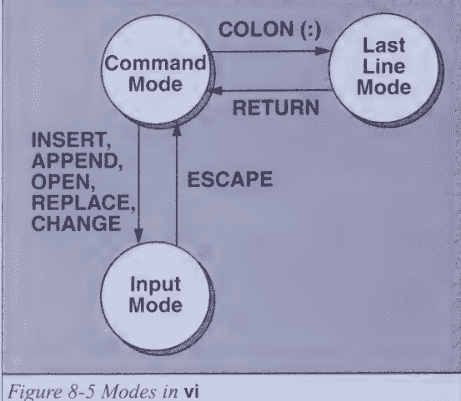 COLON (:)
Command
Mode
Last
Line
Mode
RETURN
INSERT,
APPEND,
OPEN,
REPLACE,
CHANGE
ESCAPE
Input
Mode
Figure 8-5 Modes in vi